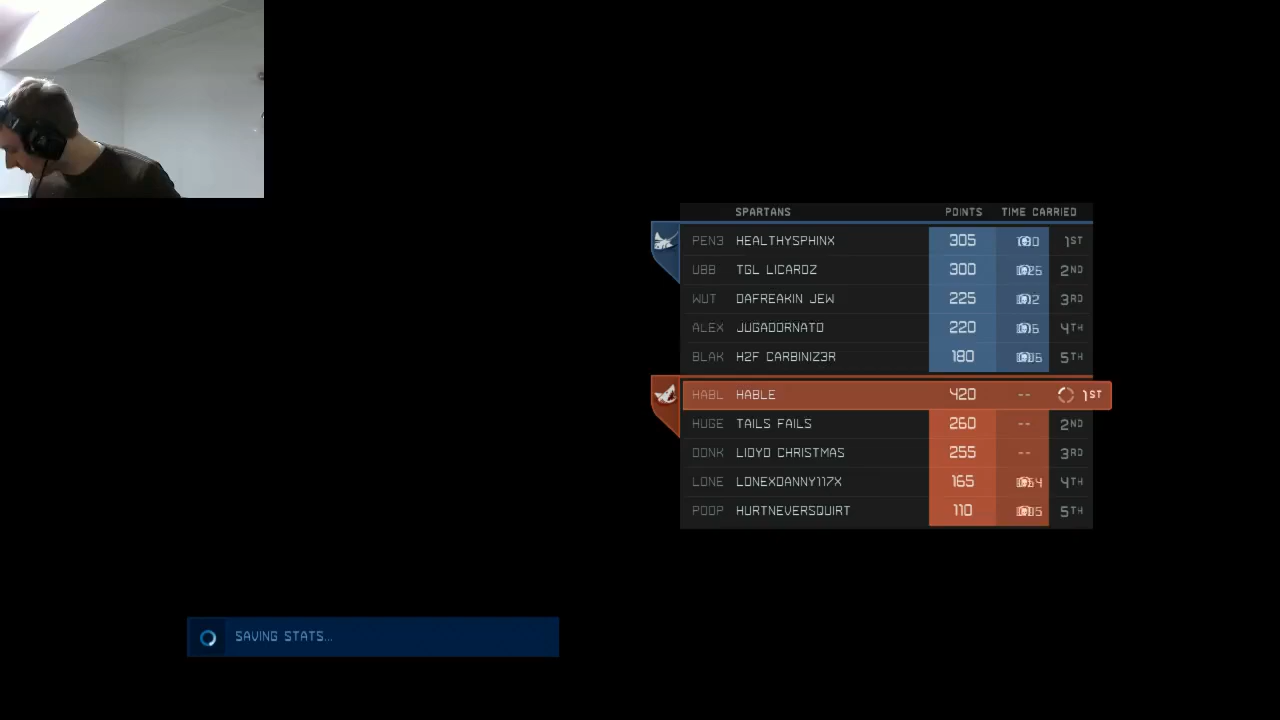 SPARTANS POINTS TIME CARRIED
PEN3 HEALTHYSPHINX 305 1ST
UBB TGL LICAROZ 300 2ND
WUT DAFREAKIN JEW 225 3RD
ALEX JUGADORNATO 220 4TH
BLAK H2F CARBINIZ3R 180 5TH
HABL HABLE 420 -- 1ST
HUGE TAILS FAILS 260 -- 2ND
DONK LIOYD CHRISTMAS 255 -- 3RD
LONE LONEXDANNY117X 165 4TH
POOP HURTNEVERSQUIRT 110 5TH
SAVING STATS...